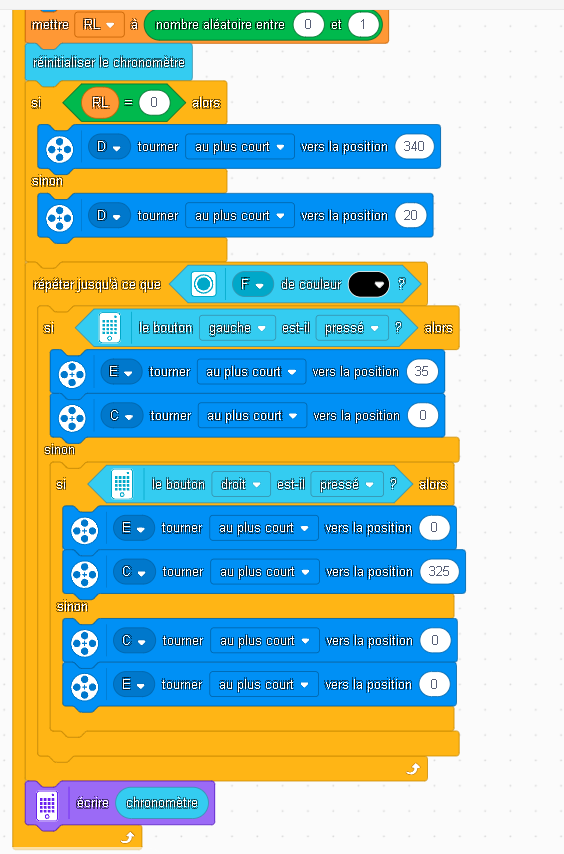 mettre RL à nombre aléatoire entre 0 et 1
réinitialiser le chronomètre
si RL = 0 alors
D tourner au plus court vers la position 340
sinon
D tourner au plus court vers la position 20
répéter jusqu'à ce que F de couleur ?
si le bouton gauche est-il pressé ? alors
E tourner au plus court vers la position 35
C tourner au plus court vers la position 0
sinon
si le bouton droit est-il pressé ? alors
E tourner au plus court vers la position 0
C tourner au plus court vers la position 325
sinon
C tourner au plus court vers la position 0
E tourner au plus court vers la position 0
écrire chronomètre